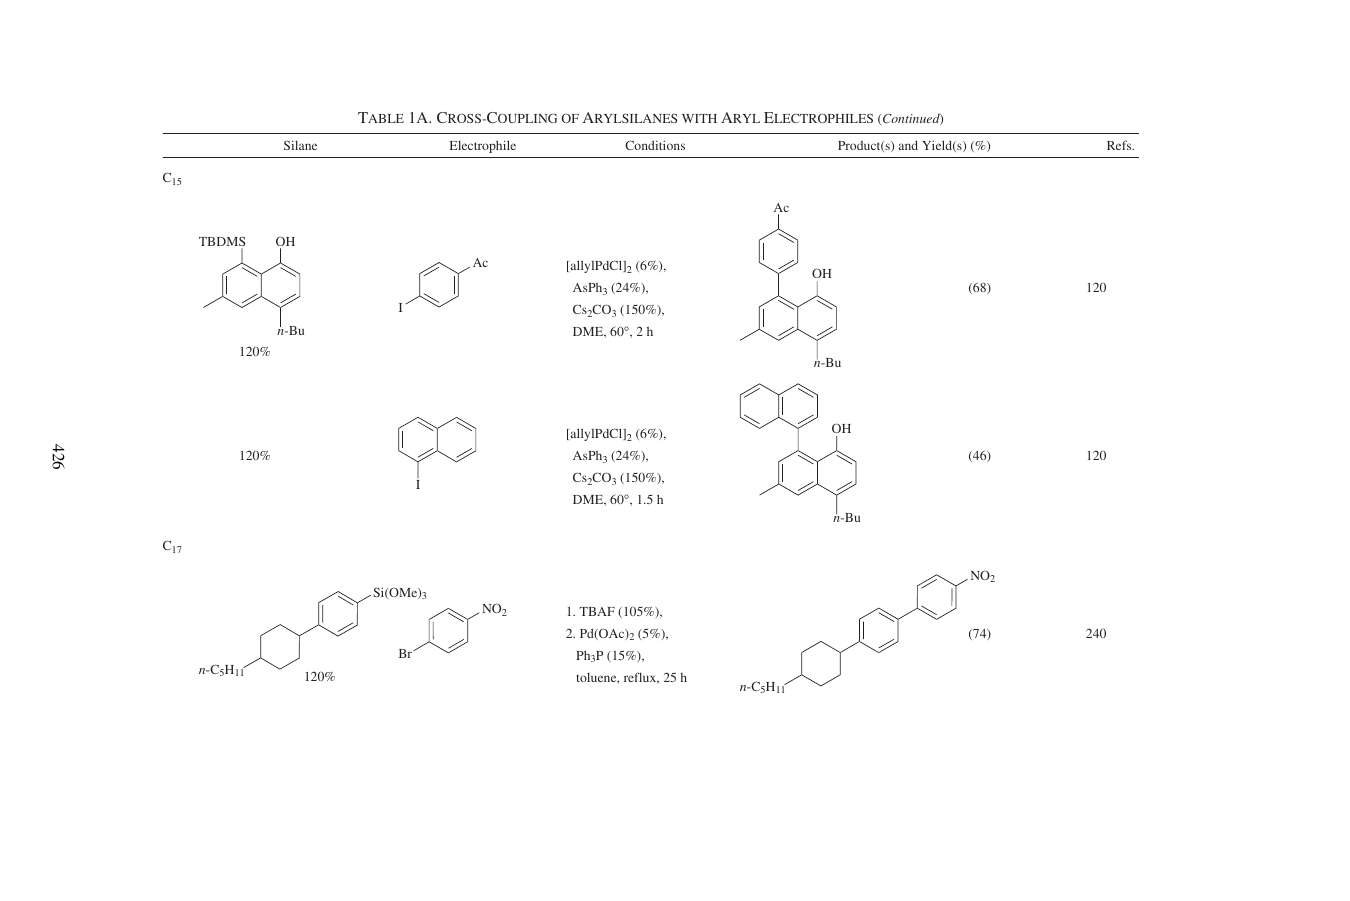 TABLE 1A. CROSS-COUPLING OF ARYLSILANES WITH ARYL ELECTROPHILES (Continued)
Silane Electrophile Conditions Product(s) and Yield(s) (%) Refs.
C15
TBDMS OH
n-Bu
120%
Ac
I
[allylPdCl]2 (6%),
AsPh3 (24%),
Cs2CO3 (150%),
DME, 60°, 2 h
Ac
OH
n-Bu
(68)
120
120%
I
[allylPdCl]2 (6%),
AsPh3 (24%),
Cs2CO3 (150%),
DME, 60°, 1.5 h
OH
n-Bu
(46)
120
C17
Si(OMe)3
n-C5H11
120%
NO2
Br
1. TBAF (105%),
2. Pd(OAc)2 (5%),
Ph3P (15%),
toluene, reflux, 25 h
NO2
n-C5H11
(74)
240
426